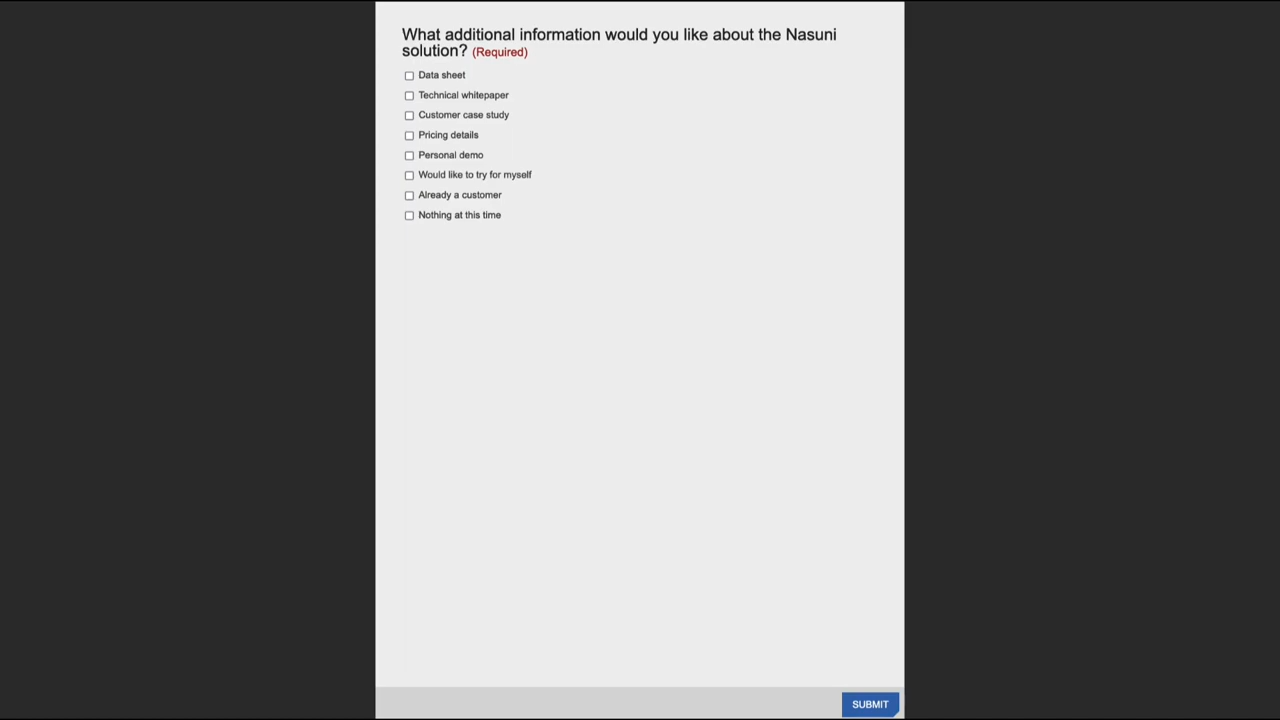 What additional information would you like about the Nasuni
solution? (Required)
Data sheet
Technical whitepaper
Customer case study
Pricing details
Personal demo
Would like to try for myself
Already a customer
Nothing at this time
SUBMIT